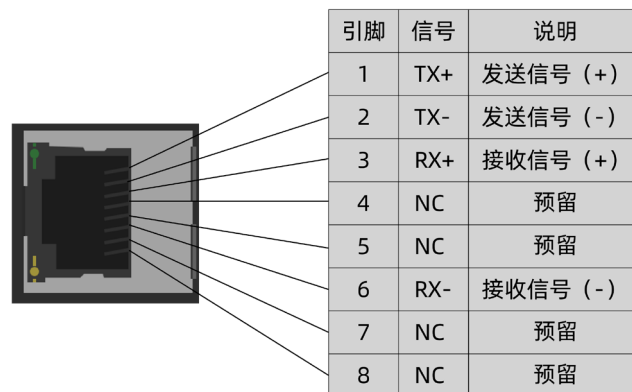 引脚 信号 说明
1 TX+ 发送信号（+）
2 TX- 发送信号（-）
3 RX+ 接收信号（+）
4 NC 预留
5 NC 预留
6 RX- 接收信号（-）
7 NC 预留
8 NC 预留